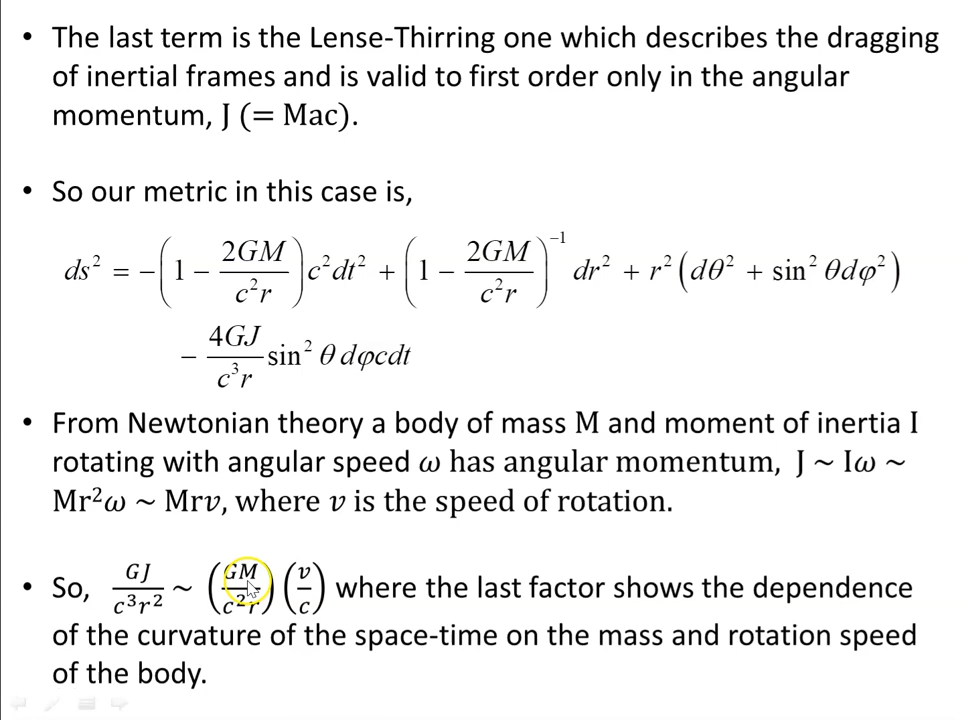 • The last term is the Lense-Thirring one which describes the dragging
of inertial frames and is valid to first order only in the angular
momentum, J (= Mac).
• So our metric in this case is,
ds² = −(1 − 2GM/c²r)c²dt² + (1 − 2GM/c²r)⁻¹ dr² + r²(dθ² + sin²θdφ²)
− 4GJ/c³r sin²θ dφcdt
• From Newtonian theory a body of mass M and moment of inertia I
rotating with angular speed ω has angular momentum, J ~ Iω ~
Mr²ω ~ Mrv, where v is the speed of rotation.
• So, GJ/c³r² ~ (GM/c²r)(v/c) where the last factor shows the dependence
of the curvature of the space-time on the mass and rotation speed
of the body.